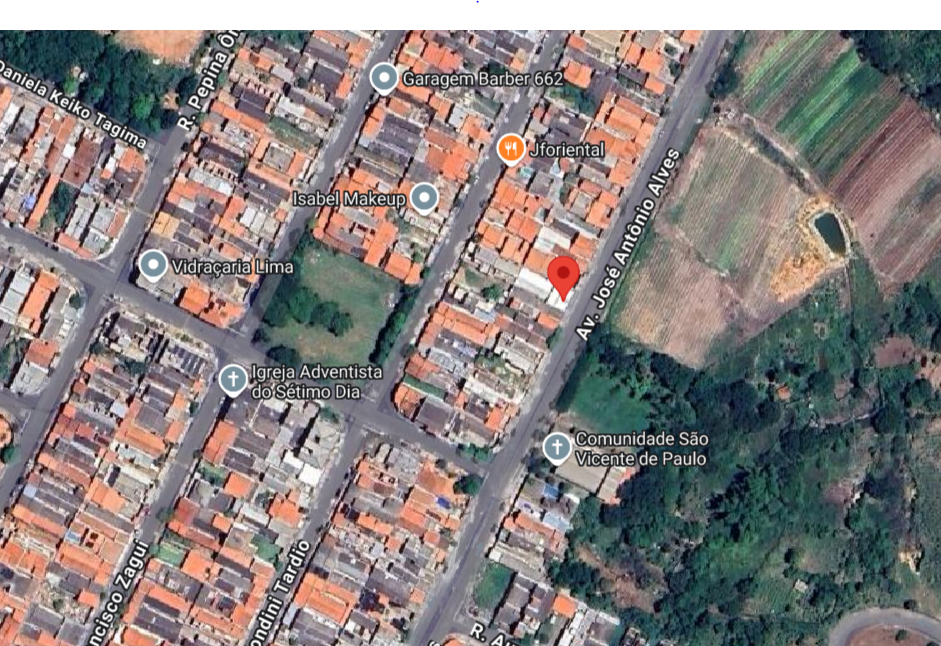 R. Pepina
Garagem Barber 662
Daniela Keiko Tagima
Jforiental
Isabel Makeup
Av. José Antônio Alves
Vidraçaria Lima
Igreja Adventista
do Sétimo Dia
Comunidade São
Vicente de Paulo
Zagui
Tardio
R.